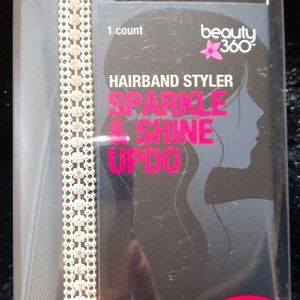 1 count
beauty
360
HAIRBAND STYLER
SPARKLE
& SHINE
UPDO